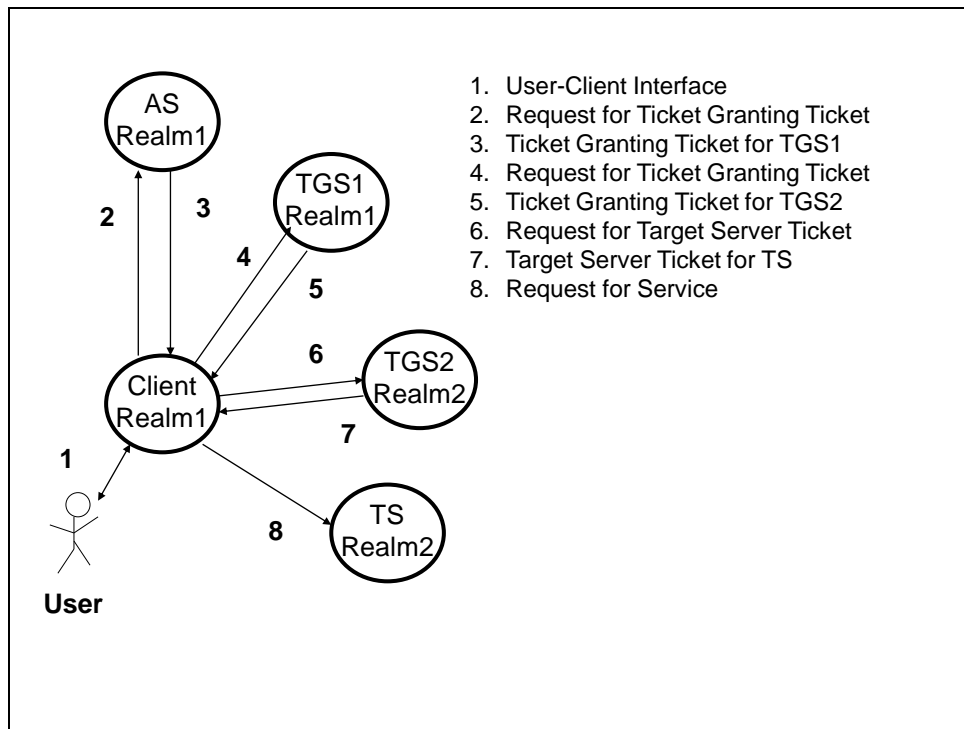 AS
Realm1
TGS1
Realm1
2
3
4
5
6
TGS2
Realm2
7
Client
Realm1
1
8
TS
Realm2
User
1. User-Client Interface
2. Request for Ticket Granting Ticket
3. Ticket Granting Ticket for TGS1
4. Request for Ticket Granting Ticket
5. Ticket Granting Ticket for TGS2
6. Request for Target Server Ticket
7. Target Server Ticket for TS
8. Request for Service